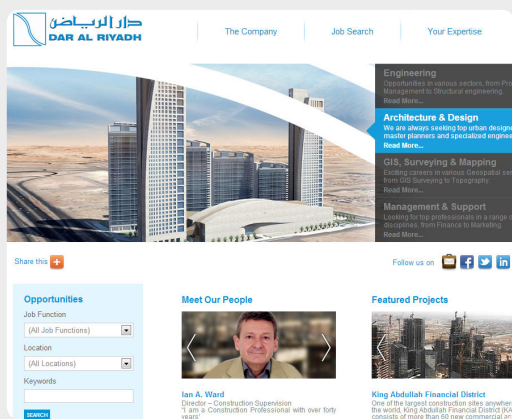 دار الرياض
DAR AL RIYADH
The Company
Job Search
Your Expertise
Engineering
Opportunities in various sectors, from Pro
Management to Structural engineering.
Read More...
Architecture & Design
We are always seeking top urban designe
master planners and specialized enginee
Read More...
GIS, Surveying & Mapping
Exciting careers in various Geospatial ser
from GIS Surveying to Topography
Read More...
Management & Support
Looking for top professionals in a range o
disciplines, from Finance to Marketing
Read More...
Share this
Follow us on
Opportunities
Job Function
(All Job Functions)
Location
(All Locations)
Keywords
SEARCH
Meet Our People
Ian A. Ward
Director – Construction Supervision
"I am a Construction Professional with over forty
years'
Featured Projects
King Abdullah Financial District
One of the largest construction sites anywhere
the world, King Abdullah Financial District (KA
consists of more than 60 new commercial an